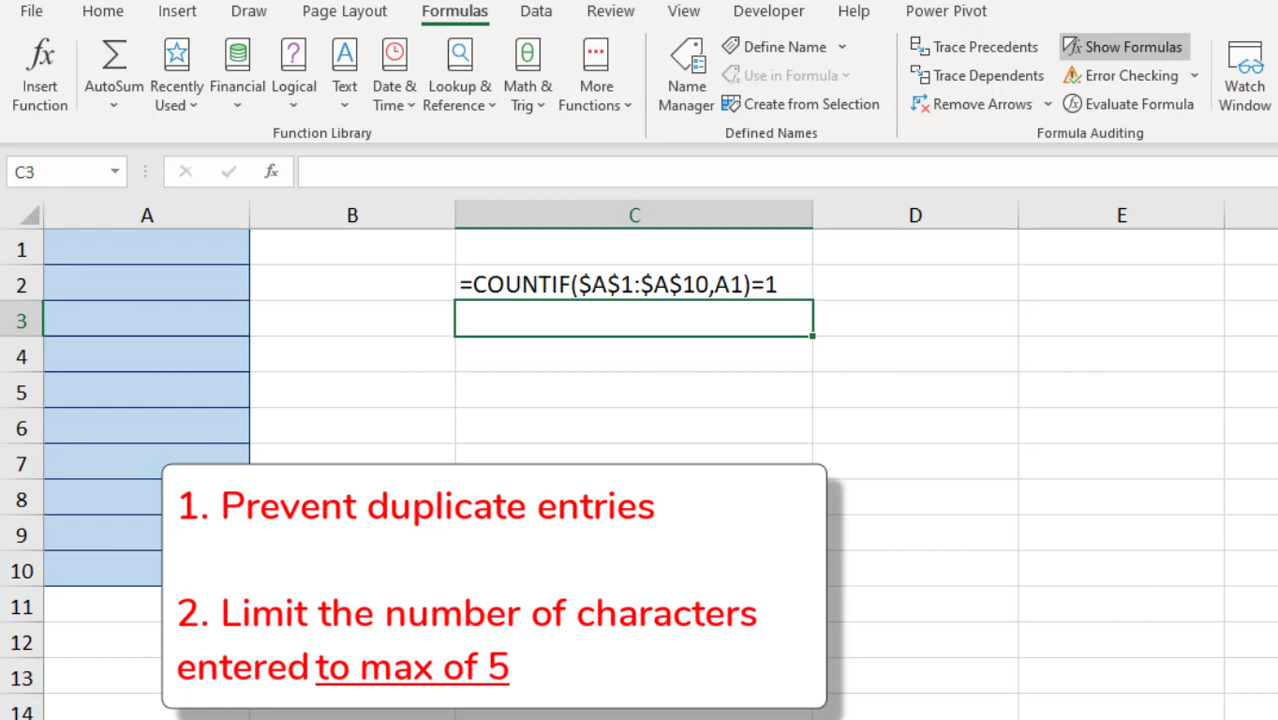 File Home Insert Draw Page Layout Formulas Data Review View Developer Help Power Pivot
fx Insert Function
AutoSum
Recently Used
Financial
Logical
Text
Date & Time
Lookup & Reference
Math & Trig
More Functions
Function Library
Name Manager
Define Name
Use in Formula
Create from Selection
Defined Names
Trace Precedents
Trace Dependents
Remove Arrows
Show Formulas
Error Checking
Evaluate Formula
Formula Auditing
Watch Window
C3 fx
A B C D E
1
2 =COUNTIF($A$1:$A$10,A1)=1
3
4
5
6
7
8
9
10
11
12
13
14
1. Prevent duplicate entries
2. Limit the number of characters
entered to max of 5